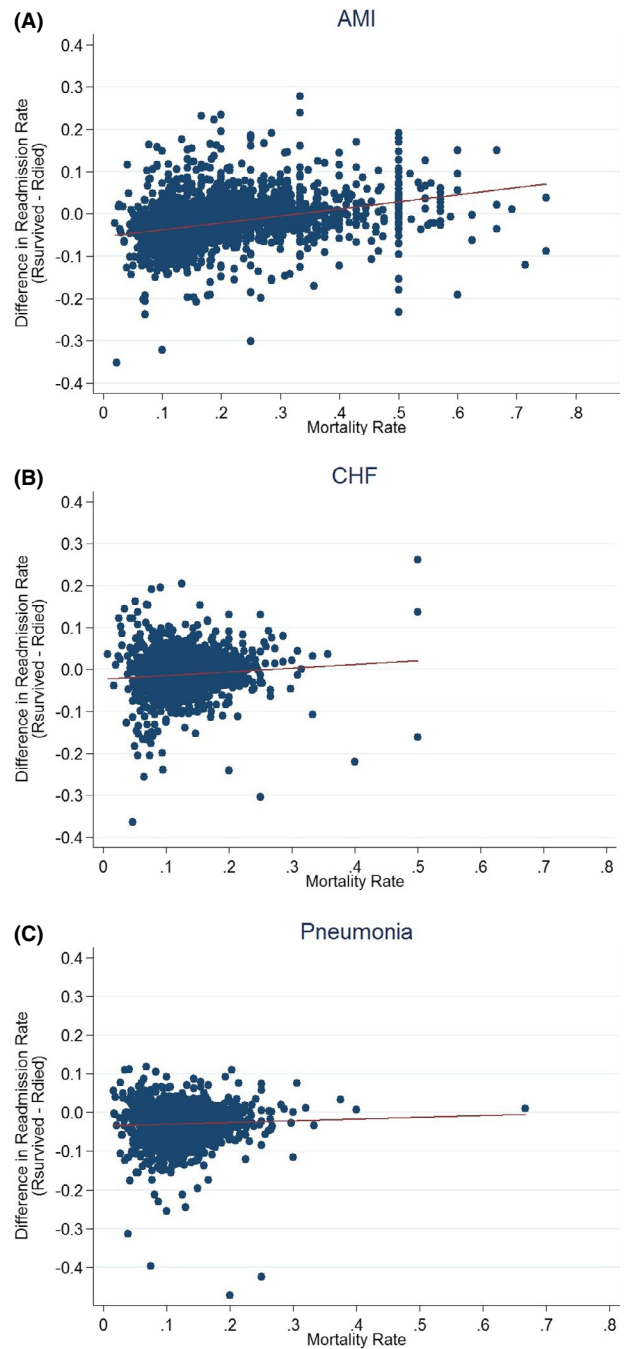 (A)
AMI
Difference in Readmission Rate
(Rsurvived - Rdied)
0.4
0.3
0.2
0.1
0.0
-0.1
-0.2
-0.3
-0.4
0 .1 .2 .3 .4 .5 .6 .7 .8
Mortality Rate
(B)
CHF
Difference in Readmission Rate
(Rsurvived - Rdied)
0.4
0.3
0.2
0.1
0.0
-0.1
-0.2
-0.3
-0.4
0 .1 .2 .3 .4 .5 .6 .7 .8
Mortality Rate
(C)
Pneumonia
Difference in Readmission Rate
(Rsurvived - Rdied)
0.4
0.3
0.2
0.1
0.0
-0.1
-0.2
-0.3
-0.4
0 .1 .2 .3 .4 .5 .6 .7 .8
Mortality Rate